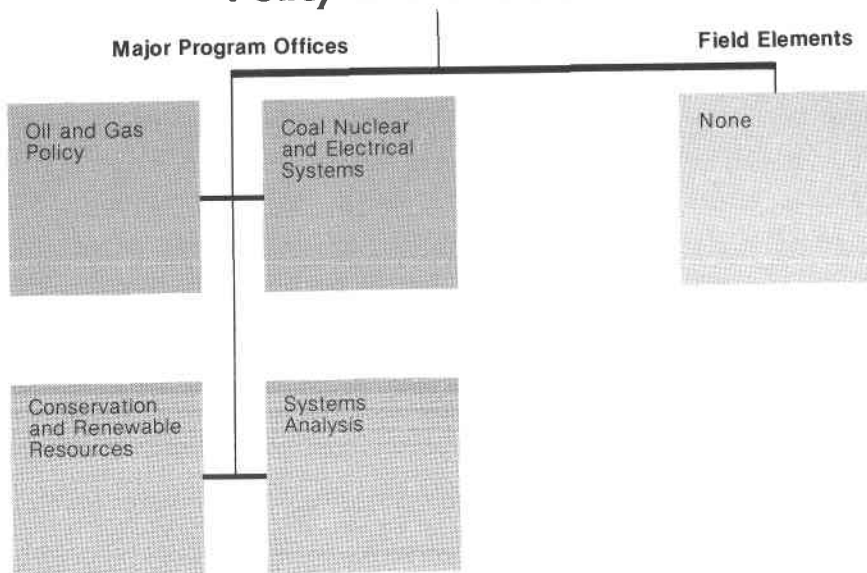 Major Program Offices
Field Elements
Oil and Gas
Policy
Coal Nuclear
and Electrical
Systems
None
Conservation
and Renewable
Resources
Systems
Analysis